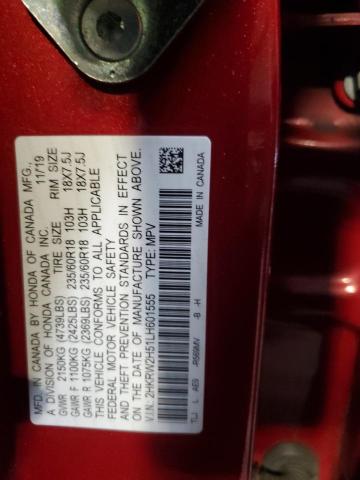 MFD. IN CANADA BY HONDA OF CANADA MFG.,
A DIVISION OF HONDA CANADA INC. 11/19
TIRE SIZE RIM SIZE
GVWR 2150KG (4739LBS)
GAWR F 1100KG (2425LBS) 235/60R18 103H 18X7.5J
GAWR R 1075KG (2369LBS) 235/60R18 103H 18X7.5J
THIS VEHICLE CONFORMS TO ALL APPLICABLE
FEDERAL MOTOR VEHICLE SAFETY
AND THEFT PREVENTION STANDARDS IN EFFECT
ON THE DATE OF MANUFACTURE SHOWN ABOVE.
V.I.N: 2HKRW2H51LH601555 TYPE: MPV
TLJ L AE9 -R569MV -B -H MADE IN CANADA